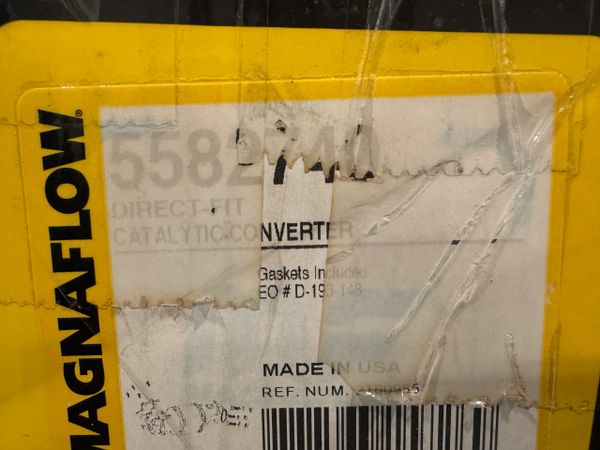 MAGNAFLOW
DIRECT-FIT
CATALYTIC CONVERTER
Gaskets Included
EO # D-193-148
MADE IN USA
REF. NUM.